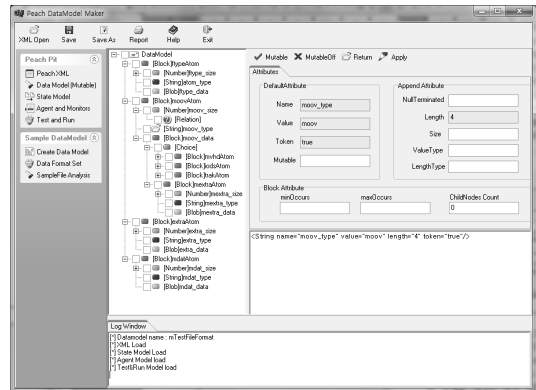 Peach DataModel Maker
XML Open Save Save As Report Help Exit
Peach Pit
Peach XML
Data Model (Mutable)
State Model
Agent and Monitors
Test and Run
Sample DataModel
Create Data Model
Data Format Set
SampleFile Analysis
DataModel
[Block]ftypeAtom
[Number]ftype_size
[String]atom_type
[Blob]ftype_data
[Block]moovAtom
[Number]moov_size
[Relation]
[String]moov_type
[Block]moov_data
[Choice]
[Block]mvhdAtom
[Block]iodsAtom
[Block]trakAtom
[Block]mextraAtom
[Number]mextra_size
[String]mextra_type
[Blob]mextra_data
[Block]extraAtom
[Number]extra_size
[String]extra_type
[Blob]extra_data
[Block]mdatAtom
[Number]mdat_size
[String]mdat_type
[Blob]mdat_data
Mutable MutableOff Return Apply
Attributes
DefaultAttribute
Name moov_type
Value moov
Token true
Mutable
Append Attribute
NullTerminated
Length 4
Size
ValueType
LengthType
Block Attribute
minOccurs maxOccurs ChildNodes Count
0
<String name="moov_type" value="moov" length="4" token="true"/>
Log Window
[*] Datamodel name : mTestFileFormat
[*] XML Load
[*] State Model Load
[*] Agent Model load
[*] Test&Run Model load